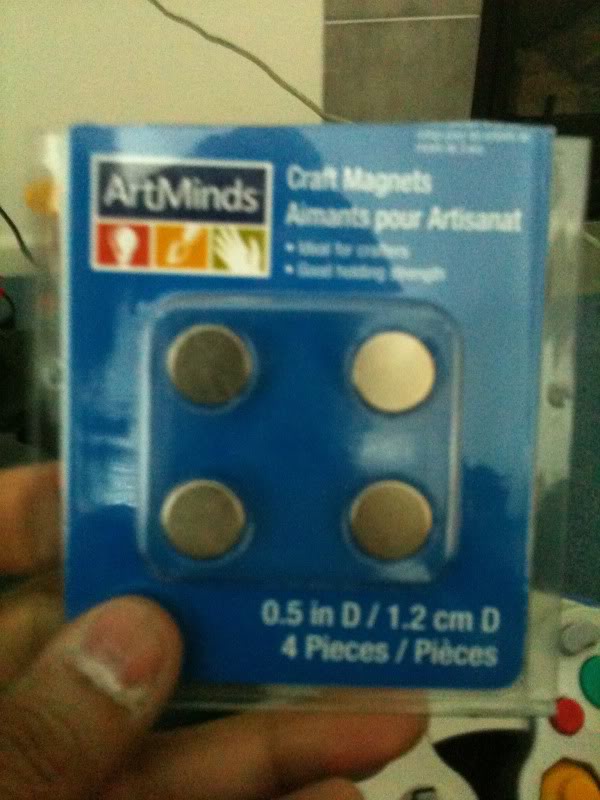 ArtMinds
Craft Magnets
Aimants pour Artisanat
• Ideal for crafters
• Good holding strength
0.5 in D / 1.2 cm D
4 Pieces / Pièces